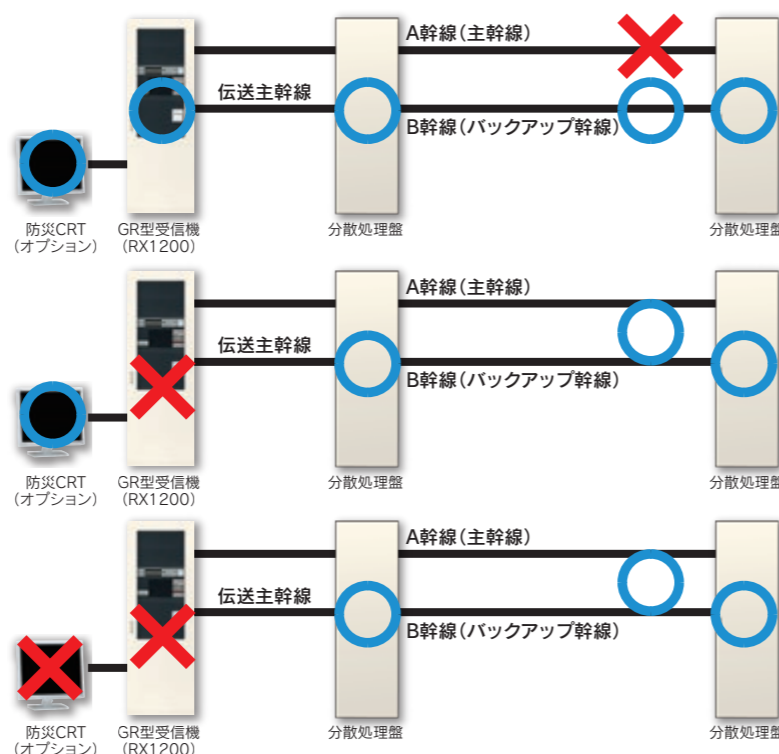 A幹線(主幹線)
伝送主幹線
B幹線(バックアップ幹線)
防災CRT
(オプション)
GR型受信機
(RX1200)
分散処理盤
分散処理盤
A幹線(主幹線)
伝送主幹線
B幹線(バックアップ幹線)
防災CRT
(オプション)
GR型受信機
(RX1200)
分散処理盤
分散処理盤
A幹線(主幹線)
伝送主幹線
B幹線(バックアップ幹線)
防災CRT
(オプション)
GR型受信機
(RX1200)
分散処理盤
分散処理盤